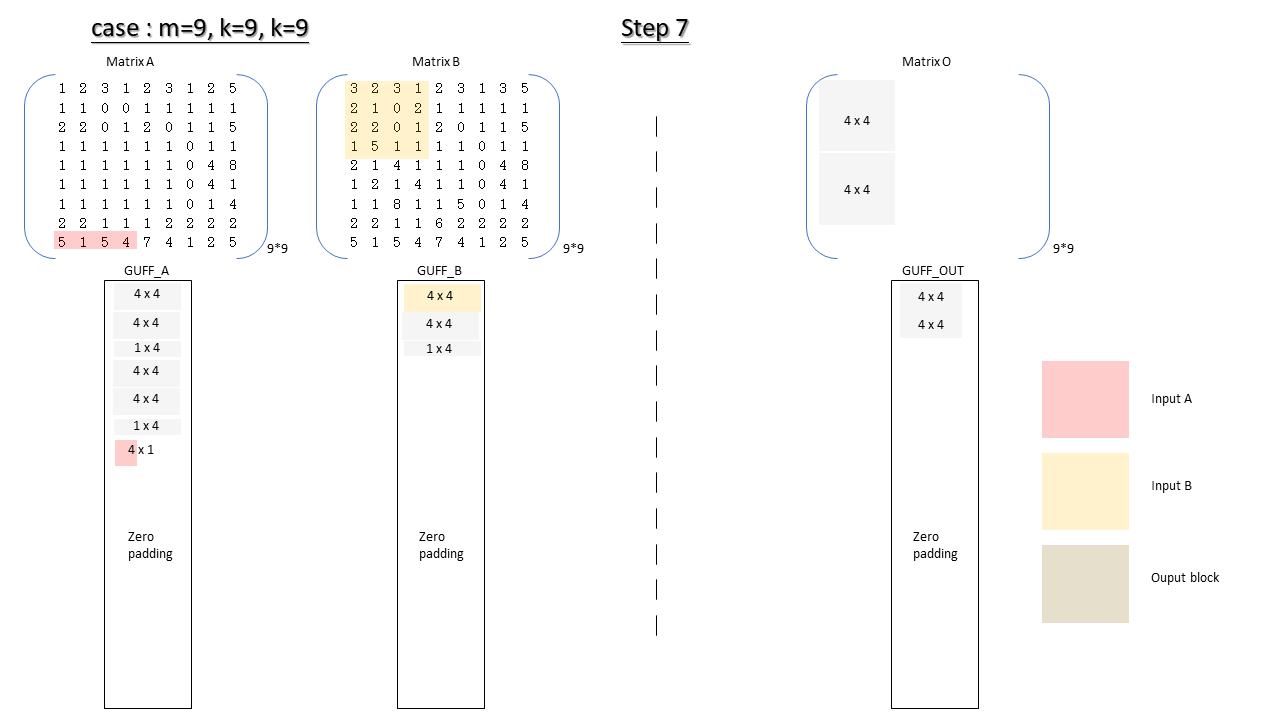 case : m=9, k=9, k=9
Step 7
Matrix A
1 2 3 1 2 3 1 2 5
1 1 0 0 1 1 1 1 1
2 2 0 1 2 0 1 1 5
1 1 1 1 1 1 0 1 1
1 1 1 1 1 1 0 4 8
1 1 1 1 1 1 0 4 1
1 1 1 1 1 1 0 1 4
2 2 1 1 1 2 2 2 2
5 1 5 4 7 4 1 2 5
9*9
Matrix B
3 2 3 1 2 3 1 3 5
2 1 0 2 1 1 1 1 1
2 2 0 1 2 0 1 1 5
1 5 1 1 1 1 0 1 1
2 1 4 1 1 1 0 4 8
1 2 1 4 1 1 0 4 1
1 1 8 1 1 5 0 1 4
2 2 1 1 6 2 2 2 2
5 1 5 4 7 4 1 2 5
9*9
Matrix O
4 x 4
4 x 4
9*9
GUFF_A
4 x 4
4 x 4
1 x 4
4 x 4
4 x 4
1 x 4
4 x 1
Zero
padding
GUFF_B
4 x 4
4 x 4
1 x 4
Zero
padding
GUFF_OUT
4 x 4
4 x 4
Zero
padding
Input A
Input B
Ouput block